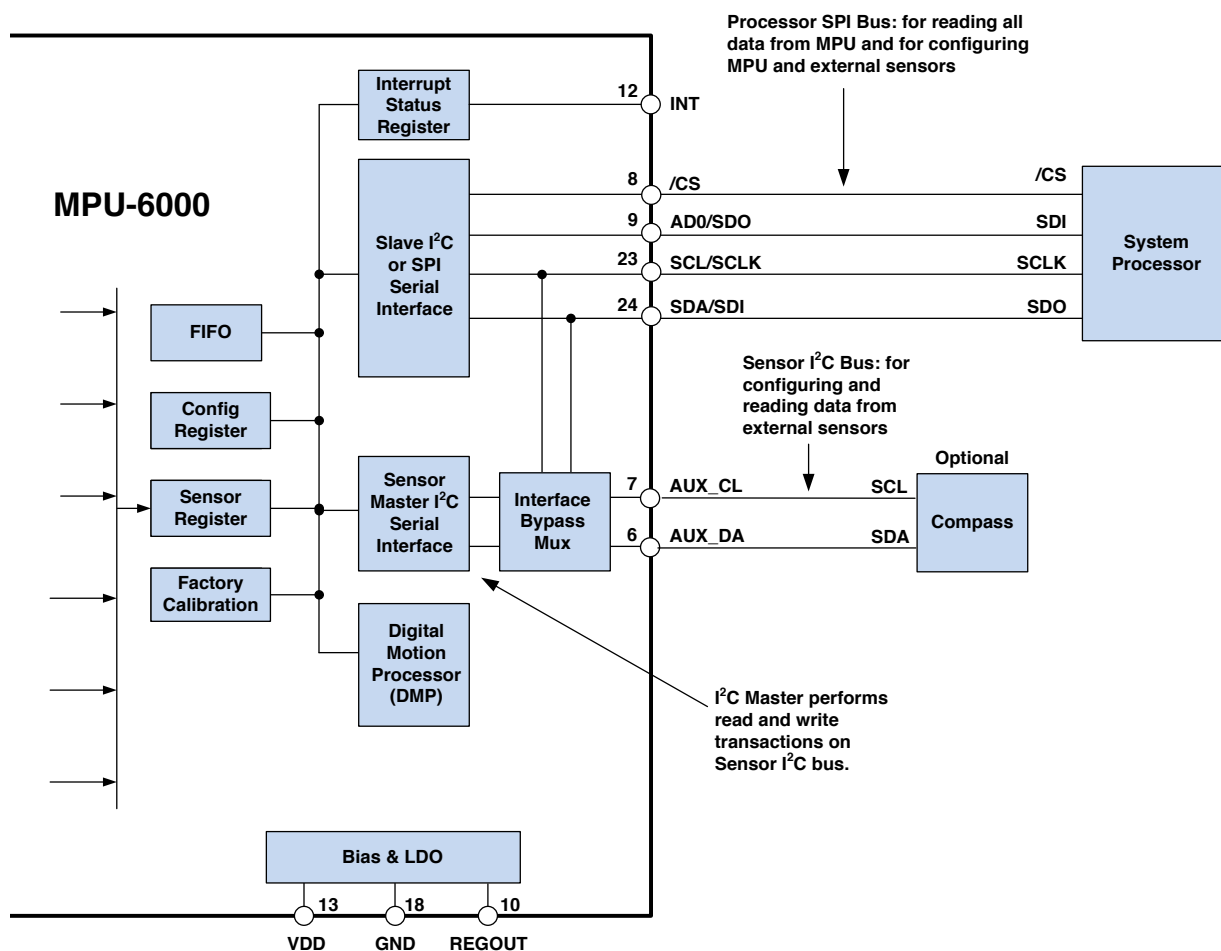 Processor SPI Bus: for reading all
data from MPU and for configuring
MPU and external sensors
MPU-6000
Interrupt
Status
Register
12
INT
Slave I²C
or SPI
Serial
Interface
8
/CS
/CS
9
AD0/SDO
SDI
23
SCL/SCLK
SCLK
24
SDA/SDI
SDO
System
Processor
FIFO
Config
Register
Sensor
Register
Factory
Calibration
Sensor I²C Bus: for
configuring and
reading data from
external sensors
Sensor
Master I²C
Serial
Interface
Interface
Bypass
Mux
7
AUX_CL
SCL
6
AUX_DA
SDA
Optional
Compass
Digital
Motion
Processor
(DMP)
I²C Master performs
read and write
transactions on
Sensor I²C bus.
Bias & LDO
13
18
10
VDD
GND
REGOUT